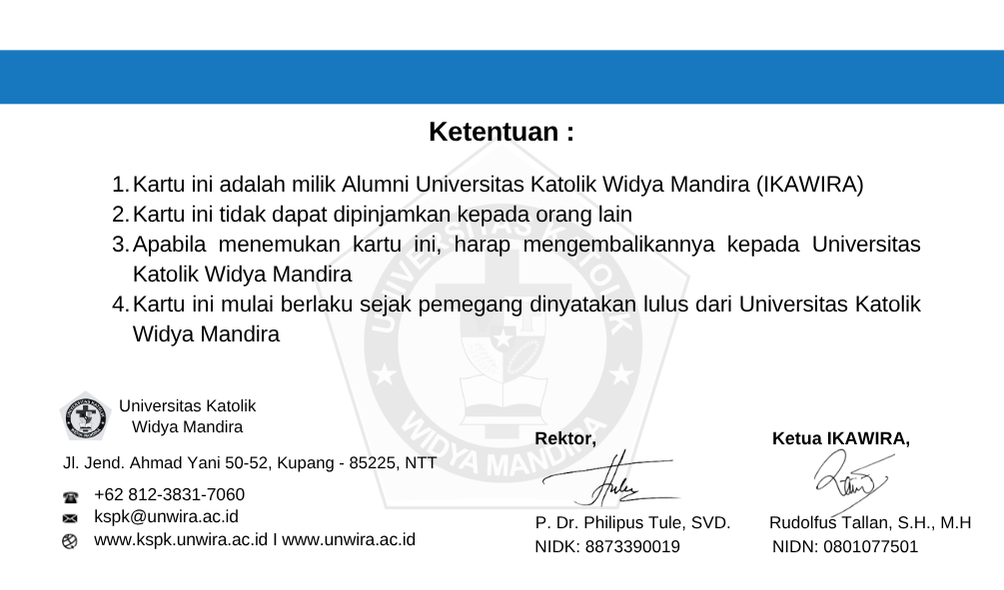 Ketentuan :
1. Kartu ini adalah milik Alumni Universitas Katolik Widya Mandira (IKAWIRA)
2. Kartu ini tidak dapat dipinjamkan kepada orang lain
3. Apabila menemukan kartu ini, harap mengembalikannya kepada Universitas
Katolik Widya Mandira
4. Kartu ini mulai berlaku sejak pemegang dinyatakan lulus dari Universitas Katolik
Widya Mandira
UNIVERSITAS KATOLIK
WIDYA MANDIRA
Universitas Katolik
Widya Mandira
Jl. Jend. Ahmad Yani 50-52, Kupang - 85225, NTT
+62 812-3831-7060
kspk@unwira.ac.id
www.kspk.unwira.ac.id I www.unwira.ac.id
Rektor,
P. Dr. Philipus Tule, SVD.
NIDK: 8873390019
Ketua IKAWIRA,
Rudolfus Tallan, S.H., M.H
NIDN: 0801077501